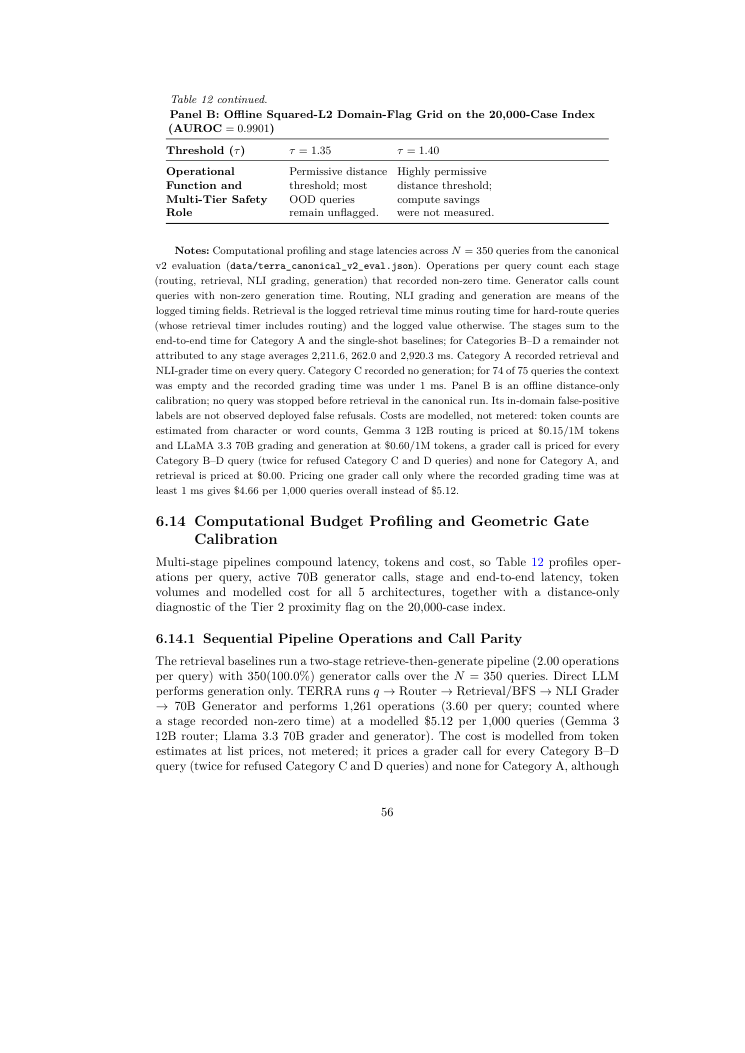 Table 12 continued.
Panel B: Offline Squared-L2 Domain-Flag Grid on the 20,000-Case Index
(AUROC = 0.9901)
Threshold (τ) τ = 1.35 τ = 1.40
Operational Permissive distance Highly permissive
Function and threshold; most distance threshold;
Multi-Tier Safety OOD queries compute savings
Role remain unflagged. were not measured.
Notes: Computational profiling and stage latencies across N = 350 queries from the canonical
v2 evaluation (data/terra_canonical_v2_eval.json). Operations per query count each stage
(routing, retrieval, NLI grading, generation) that recorded non-zero time. Generator calls count
queries with non-zero generation time. Routing, NLI grading and generation are means of the
logged timing fields. Retrieval is the logged retrieval time minus routing time for hard-route queries
(whose retrieval timer includes routing) and the logged value otherwise. The stages sum to the
end-to-end time for Category A and the single-shot baselines; for Categories B–D a remainder not
attributed to any stage averages 2,211.6, 262.0 and 2,920.3 ms. Category A recorded retrieval and
NLI-grader time on every query. Category C recorded no generation; for 74 of 75 queries the context
was empty and the recorded grading time was under 1 ms. Panel B is an offline distance-only
calibration; no query was stopped before retrieval in the canonical run. Its in-domain false-positive
labels are not observed deployed false refusals. Costs are modelled, not metered: token counts are
estimated from character or word counts, Gemma 3 12B routing is priced at $0.15/1M tokens
and LLaMA 3.3 70B grading and generation at $0.60/1M tokens, a grader call is priced for every
Category B–D query (twice for refused Category C and D queries) and none for Category A, and
retrieval is priced at $0.00. Pricing one grader call only where the recorded grading time was at
least 1 ms gives $4.66 per 1,000 queries overall instead of $5.12.
6.14 Computational Budget Profiling and Geometric Gate
Calibration
Multi-stage pipelines compound latency, tokens and cost, so Table 12 profiles oper-
ations per query, active 70B generator calls, stage and end-to-end latency, token
volumes and modelled cost for all 5 architectures, together with a distance-only
diagnostic of the Tier 2 proximity flag on the 20,000-case index.
6.14.1 Sequential Pipeline Operations and Call Parity
The retrieval baselines run a two-stage retrieve-then-generate pipeline (2.00 operations
per query) with 350(100.0%) generator calls over the N = 350 queries. Direct LLM
performs generation only. TERRA runs q → Router → Retrieval/BFS → NLI Grader
→ 70B Generator and performs 1,261 operations (3.60 per query; counted where
a stage recorded non-zero time) at a modelled $5.12 per 1,000 queries (Gemma 3
12B router; Llama 3.3 70B grader and generator). The cost is modelled from token
estimates at list prices, not metered; it prices a grader call for every Category B–D
query (twice for refused Category C and D queries) and none for Category A, although
56